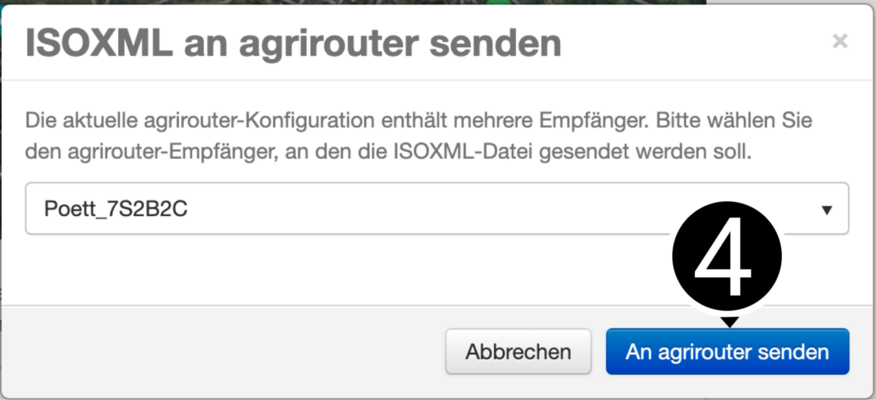 ISOXML an agrirouter senden
×
Die aktuelle agrirouter-Konfiguration enthält mehrere Empfänger. Bitte wählen Sie
den agrirouter-Empfänger, an den die ISOXML-Datei gesendet werden soll.
Poett_7S2B2C
4
Abbrechen
An agrirouter senden